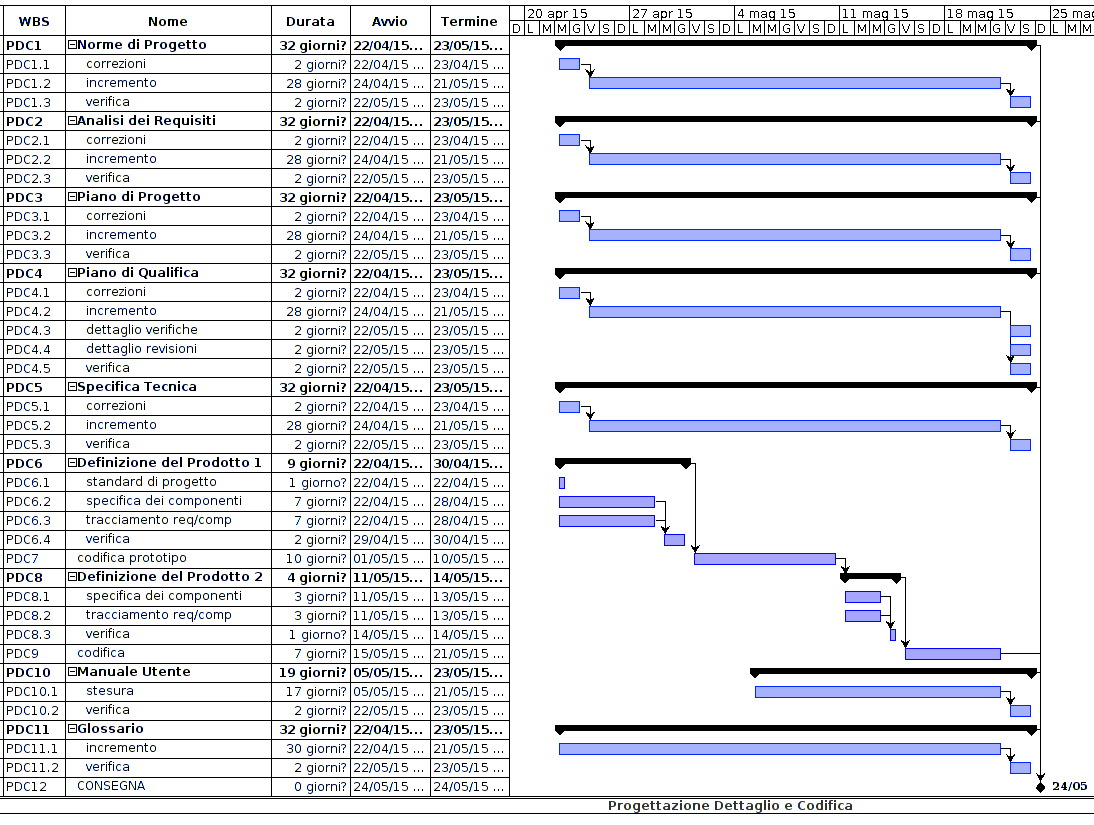 WBS Nome Durata Avvio Termine 20 apr 15 27 apr 15 4 mag 15 11 mag 15 18 mag 15 25 mag
D L M M G V S D L M M G V S D L M M G V S D L M M G V S D L M M G V S D L M M
PDC1 Norme di Progetto 32 giorni? 22/04/15... 23/05/15...
PDC1.1 correzioni 2 giorni? 22/04/15 ... 23/04/15 ...
PDC1.2 incremento 28 giorni? 24/04/15 ... 21/05/15 ...
PDC1.3 verifica 2 giorni? 22/05/15 ... 23/05/15 ...
PDC2 Analisi dei Requisiti 32 giorni? 22/04/15... 23/05/15...
PDC2.1 correzioni 2 giorni? 22/04/15 ... 23/04/15 ...
PDC2.2 incremento 28 giorni? 24/04/15 ... 21/05/15 ...
PDC2.3 verifica 2 giorni? 22/05/15 ... 23/05/15 ...
PDC3 Piano di Progetto 32 giorni? 22/04/15... 23/05/15...
PDC3.1 correzioni 2 giorni? 22/04/15 ... 23/04/15 ...
PDC3.2 incremento 28 giorni? 24/04/15 ... 21/05/15 ...
PDC3.3 verifica 2 giorni? 22/05/15 ... 23/05/15 ...
PDC4 Piano di Qualifica 32 giorni? 22/04/15... 23/05/15...
PDC4.1 correzioni 2 giorni? 22/04/15 ... 23/04/15 ...
PDC4.2 incremento 28 giorni? 24/04/15 ... 21/05/15 ...
PDC4.3 dettaglio verifiche 2 giorni? 22/05/15 ... 23/05/15 ...
PDC4.4 dettaglio revisioni 2 giorni? 22/05/15 ... 23/05/15 ...
PDC4.5 verifica 2 giorni? 22/05/15 ... 23/05/15 ...
PDC5 Specifica Tecnica 32 giorni? 22/04/15... 23/05/15...
PDC5.1 correzioni 2 giorni? 22/04/15 ... 23/04/15 ...
PDC5.2 incremento 28 giorni? 24/04/15 ... 21/05/15 ...
PDC5.3 verifica 2 giorni? 22/05/15 ... 23/05/15 ...
PDC6 Definizione del Prodotto 1 9 giorni? 22/04/15... 30/04/15...
PDC6.1 standard di progetto 1 giorno? 22/04/15 ... 22/04/15 ...
PDC6.2 specifica dei componenti 7 giorni? 22/04/15 ... 28/04/15 ...
PDC6.3 tracciamento req/comp 7 giorni? 22/04/15 ... 28/04/15 ...
PDC6.4 verifica 2 giorni? 29/04/15 ... 30/04/15 ...
PDC7 codifica prototipo 10 giorni? 01/05/15 ... 10/05/15 ...
PDC8 Definizione del Prodotto 2 4 giorni? 11/05/15... 14/05/15...
PDC8.1 specifica dei componenti 3 giorni? 11/05/15 ... 13/05/15 ...
PDC8.2 tracciamento req/comp 3 giorni? 11/05/15 ... 13/05/15 ...
PDC8.3 verifica 1 giorno? 14/05/15 ... 14/05/15 ...
PDC9 codifica 7 giorni? 15/05/15 ... 21/05/15 ...
PDC10 Manuale Utente 19 giorni? 05/05/15... 23/05/15...
PDC10.1 stesura 17 giorni? 05/05/15 ... 21/05/15 ...
PDC10.2 verifica 2 giorni? 22/05/15 ... 23/05/15 ...
PDC11 Glossario 32 giorni? 22/04/15... 23/05/15...
PDC11.1 incremento 30 giorni? 22/04/15 ... 21/05/15 ...
PDC11.2 verifica 2 giorni? 22/05/15 ... 23/05/15 ...
PDC12 CONSEGNA 0 giorni? 24/05/15 ... 24/05/15 ... 24/05
Progettazione Dettaglio e Codifica